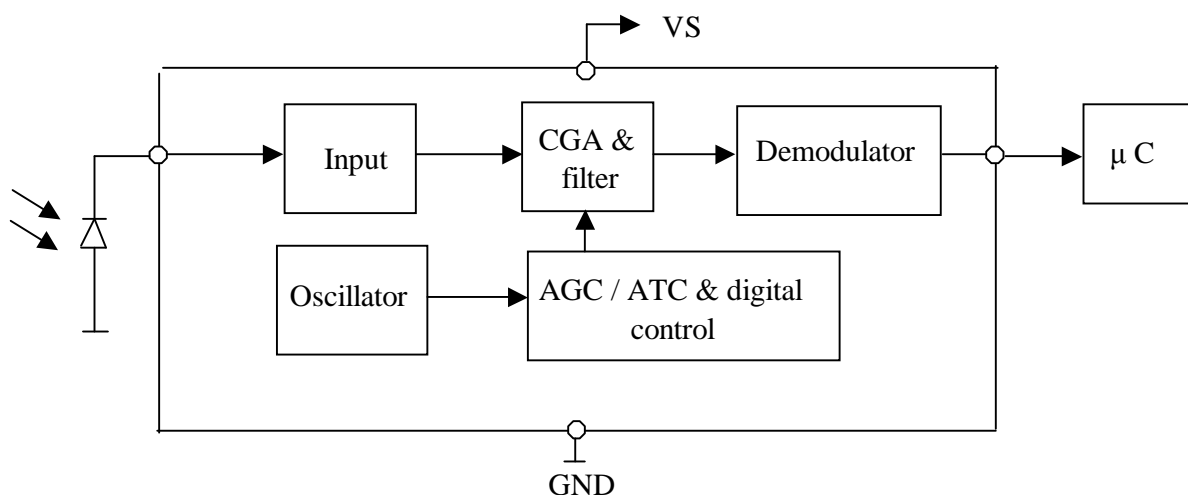 VS
Input
CGA &
filter
Demodulator
μ C
Oscillator
AGC / ATC & digital
control
GND